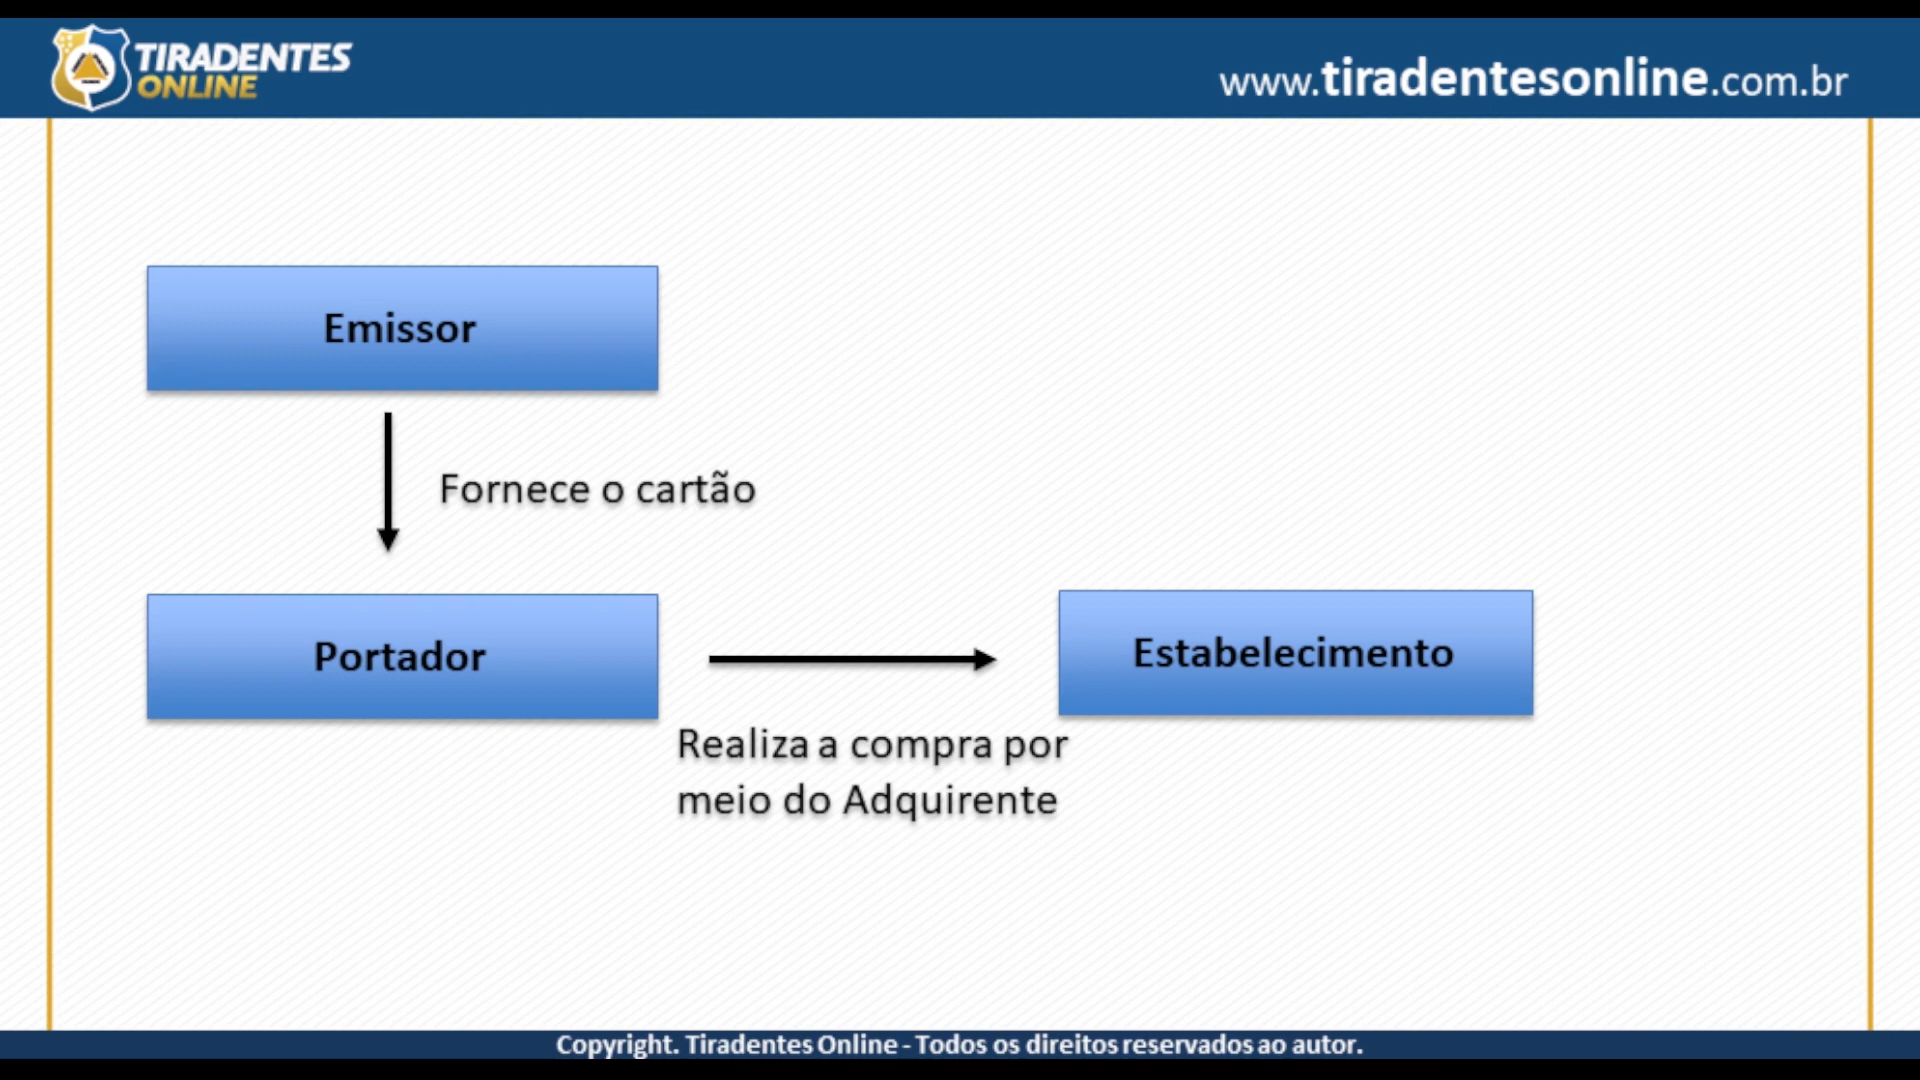 TIRADENTES
ONLINE
www.tiradentesonline.com.br
Emissor
Fornece o cartão
Portador
Estabelecimento
Realiza a compra por
meio do Adquirente
Copyright. Tiradentes Online - Todos os direitos reservados ao autor.